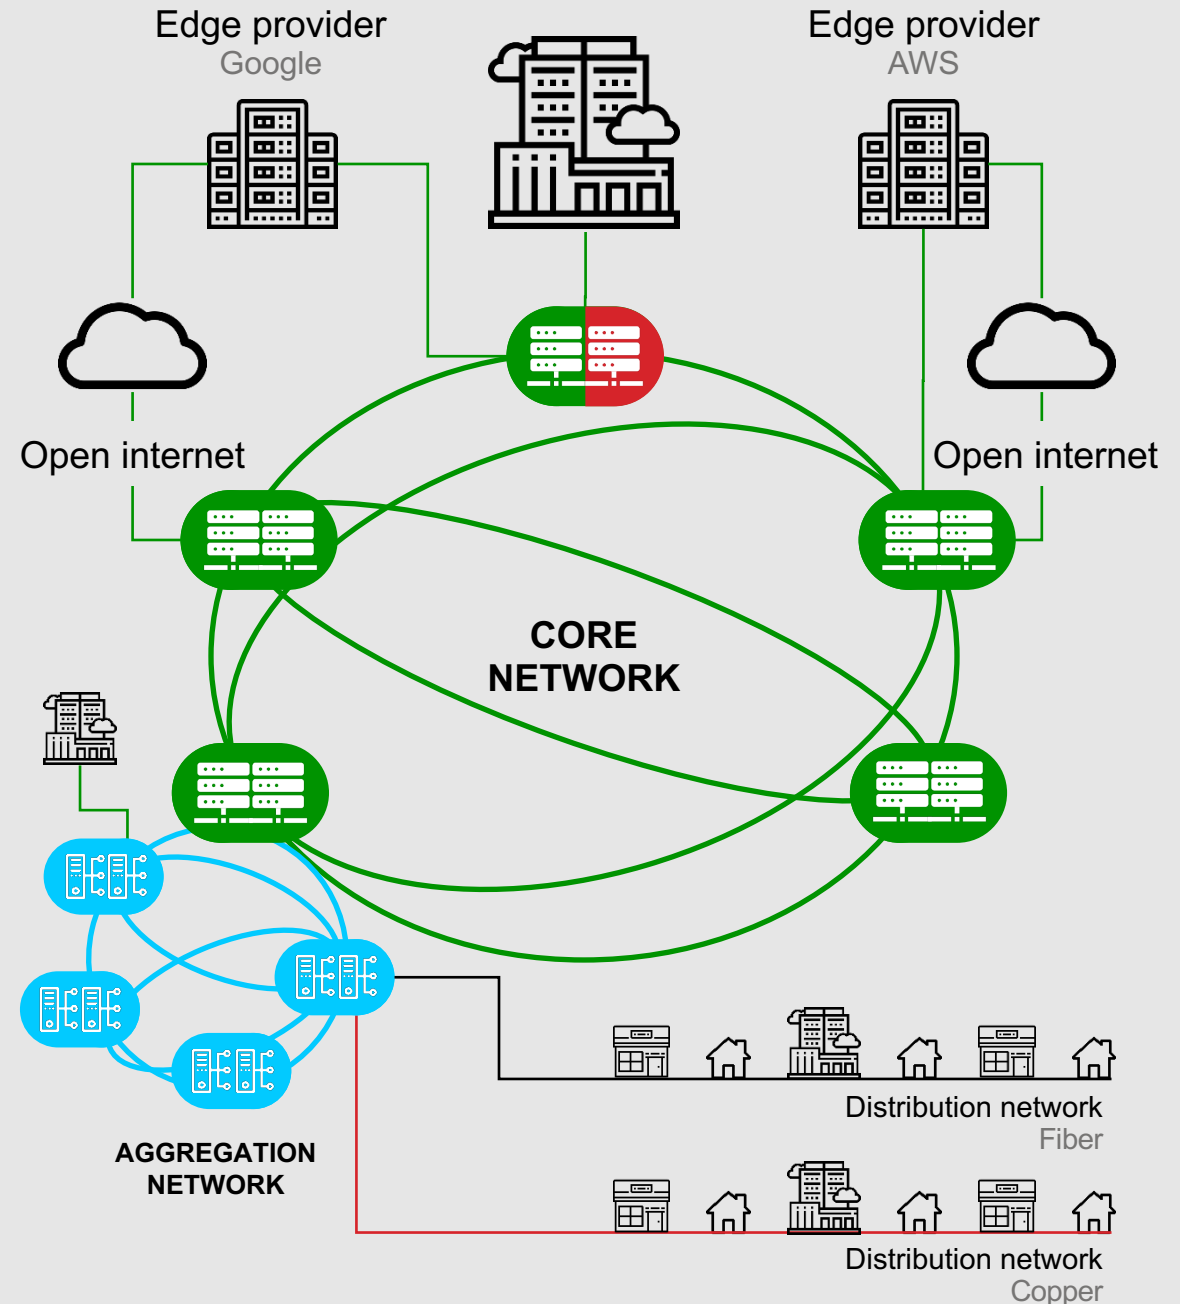 Edge provider
Google
Edge provider
AWS
Open internet
Open internet
CORE
NETWORK
AGGREGATION
NETWORK
Distribution network
Fiber
Distribution network
Copper